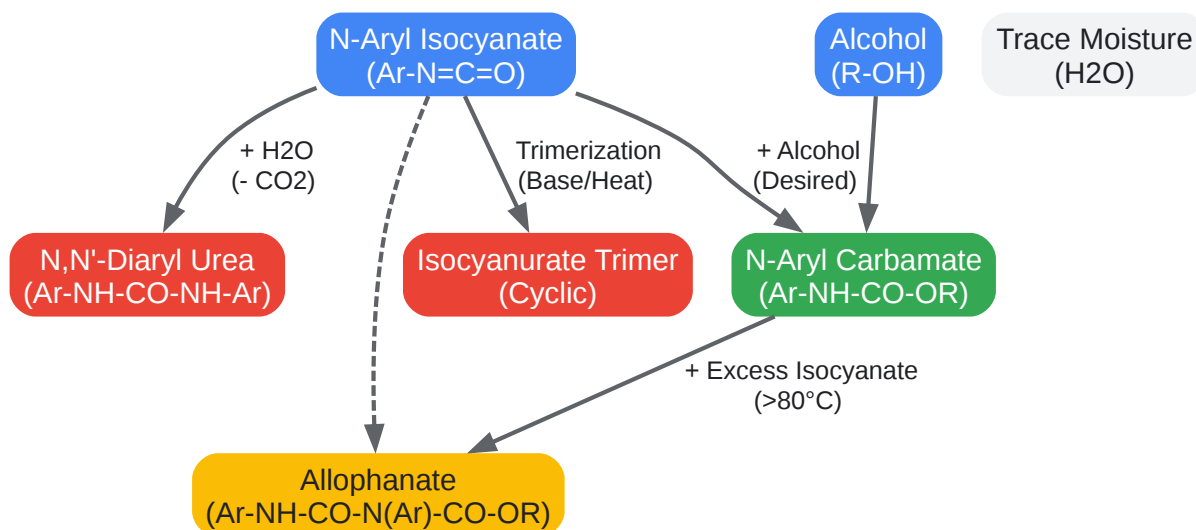 N-Aryl Isocyanate
(Ar-N=C=O)
Alcohol
(R-OH)
Trace Moisture
(H2O)
+ H2O
(- CO2)
Trimerization
(Base/Heat)
+ Alcohol
(Desired)
N,N'-Diaryl Urea
(Ar-NH-CO-NH-Ar)
Isocyanurate Trimer
(Cyclic)
N-Aryl Carbamate
(Ar-NH-CO-OR)
+ Excess Isocyanate
(>80°C)
Allophanate
(Ar-NH-CO-N(Ar)-CO-OR)